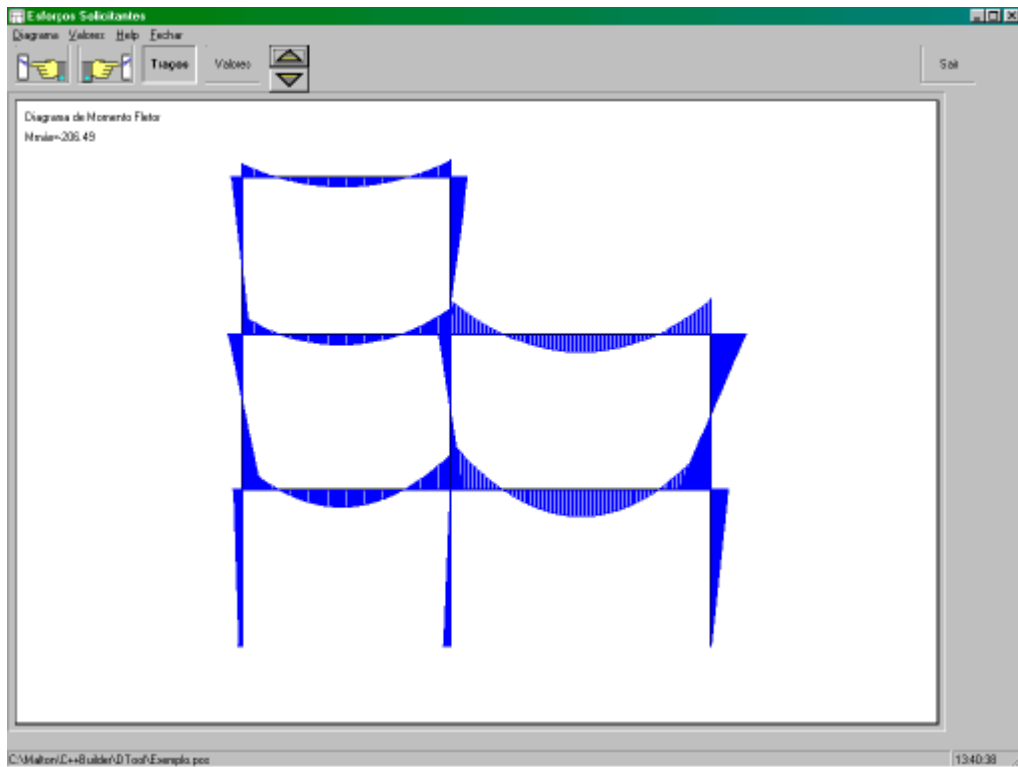 Esforços Solicitantes
Diagrama Valores Help Fechar
Traços Valores Sair
Diagrama de Momento Fletor
Mmáx=-206.49
C:\Malton\C++Builder\DTool\Exemplo.pos 13:40:38